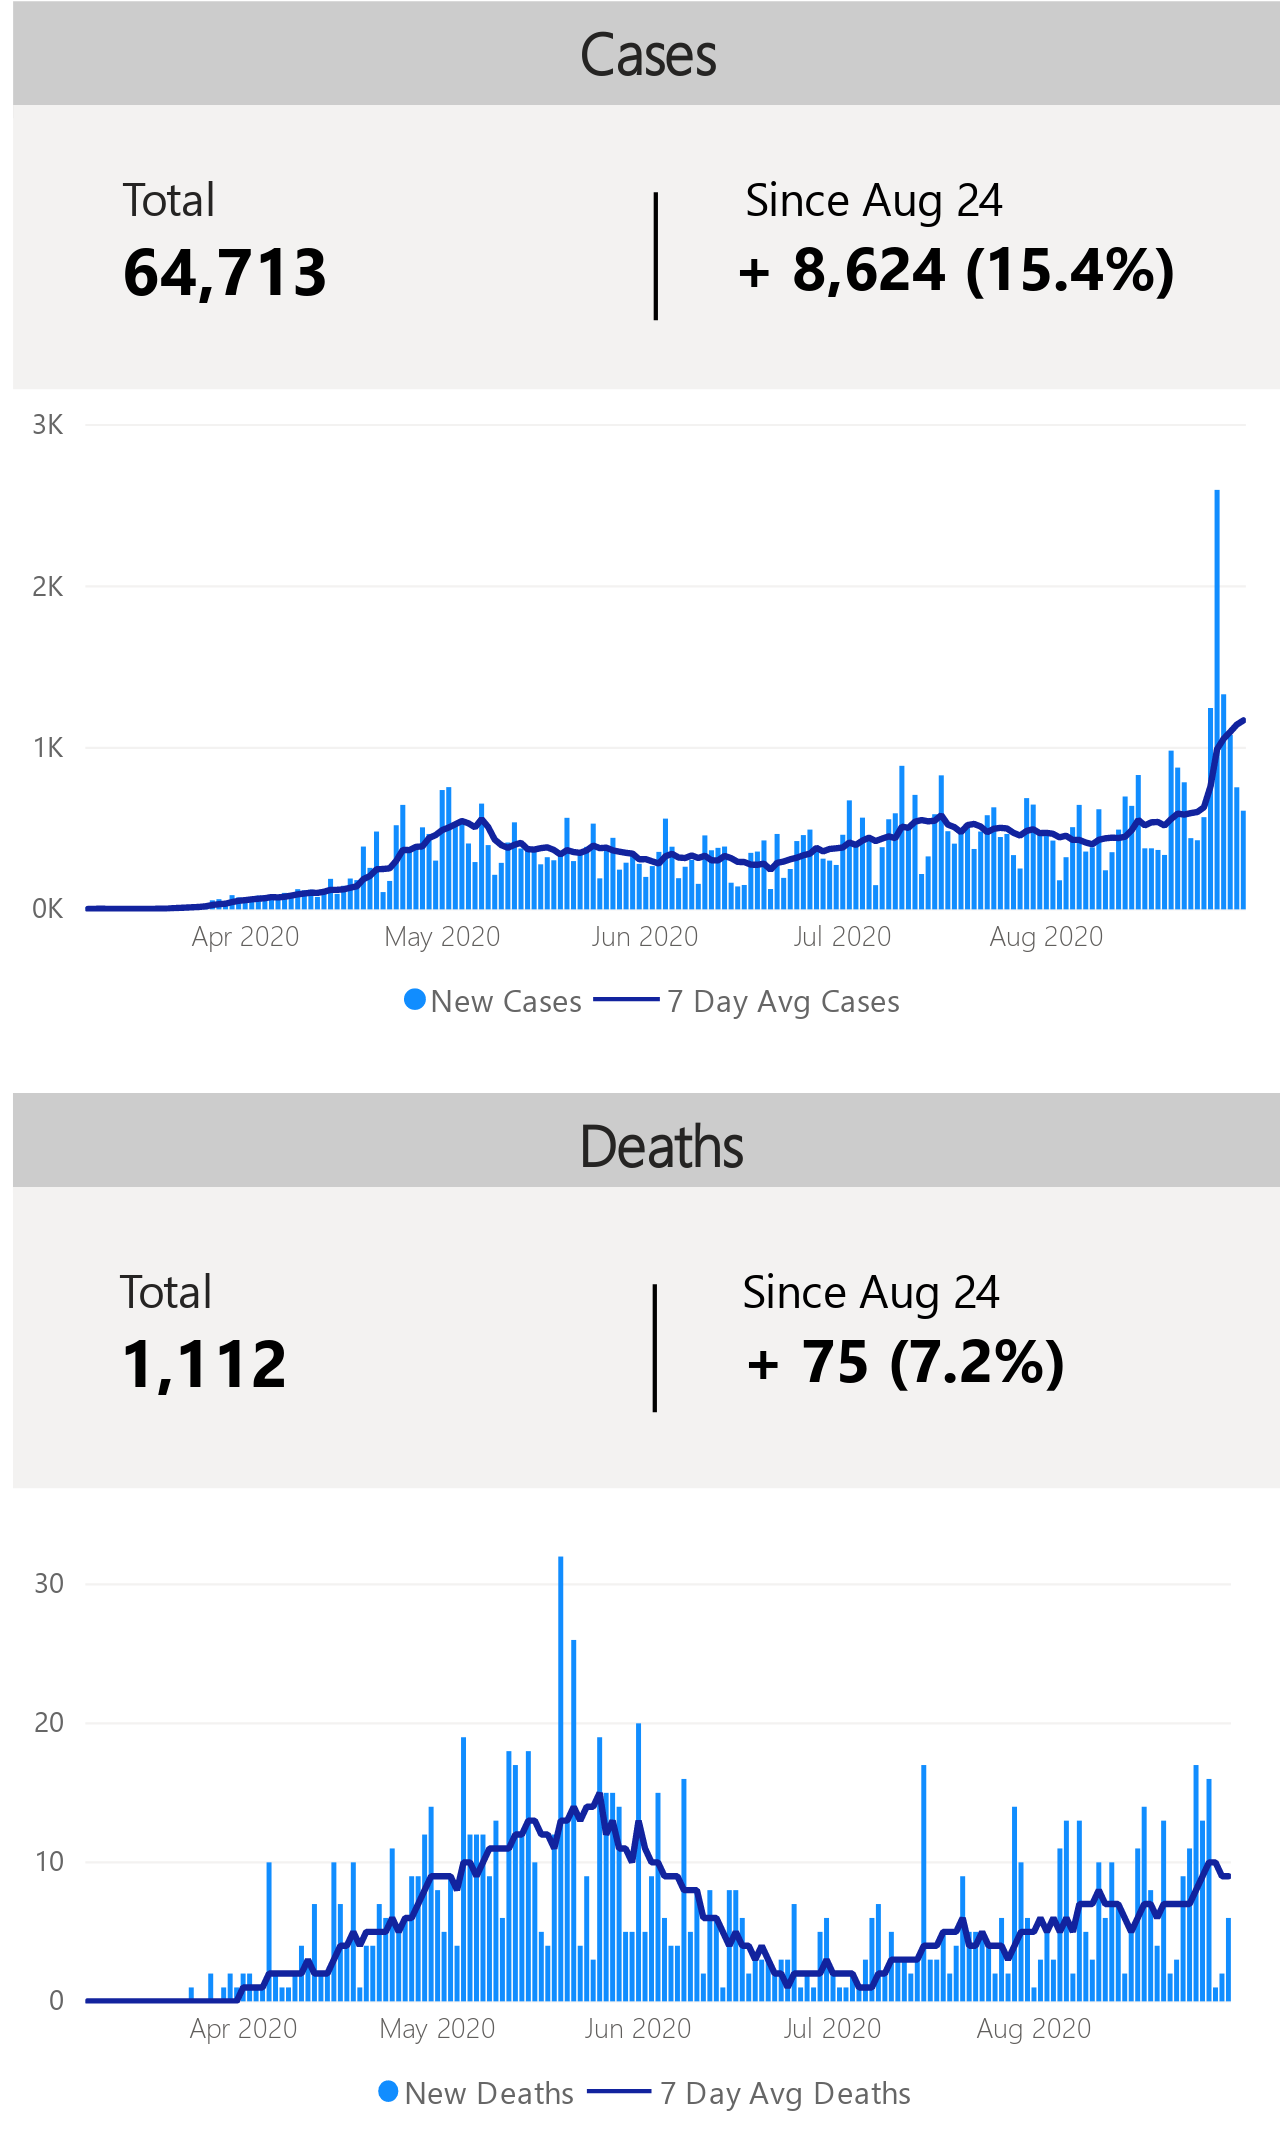 Cases
Total
Since Aug 24
64,713
+ 8,624 (15.4%)
3K
2K
1K
0K
Apr 2020
May 2020
Jun 2020
Jul 2020
Aug 2020
New Cases
7 Day Avg Cases
Deaths
Total
Since Aug 24
1,112
+ 75 (7.2%)
30
20
10
0
Apr 2020
May 2020
Jun 2020
Jul 2020
Aug 2020
New Deaths
7 Day Avg Deaths